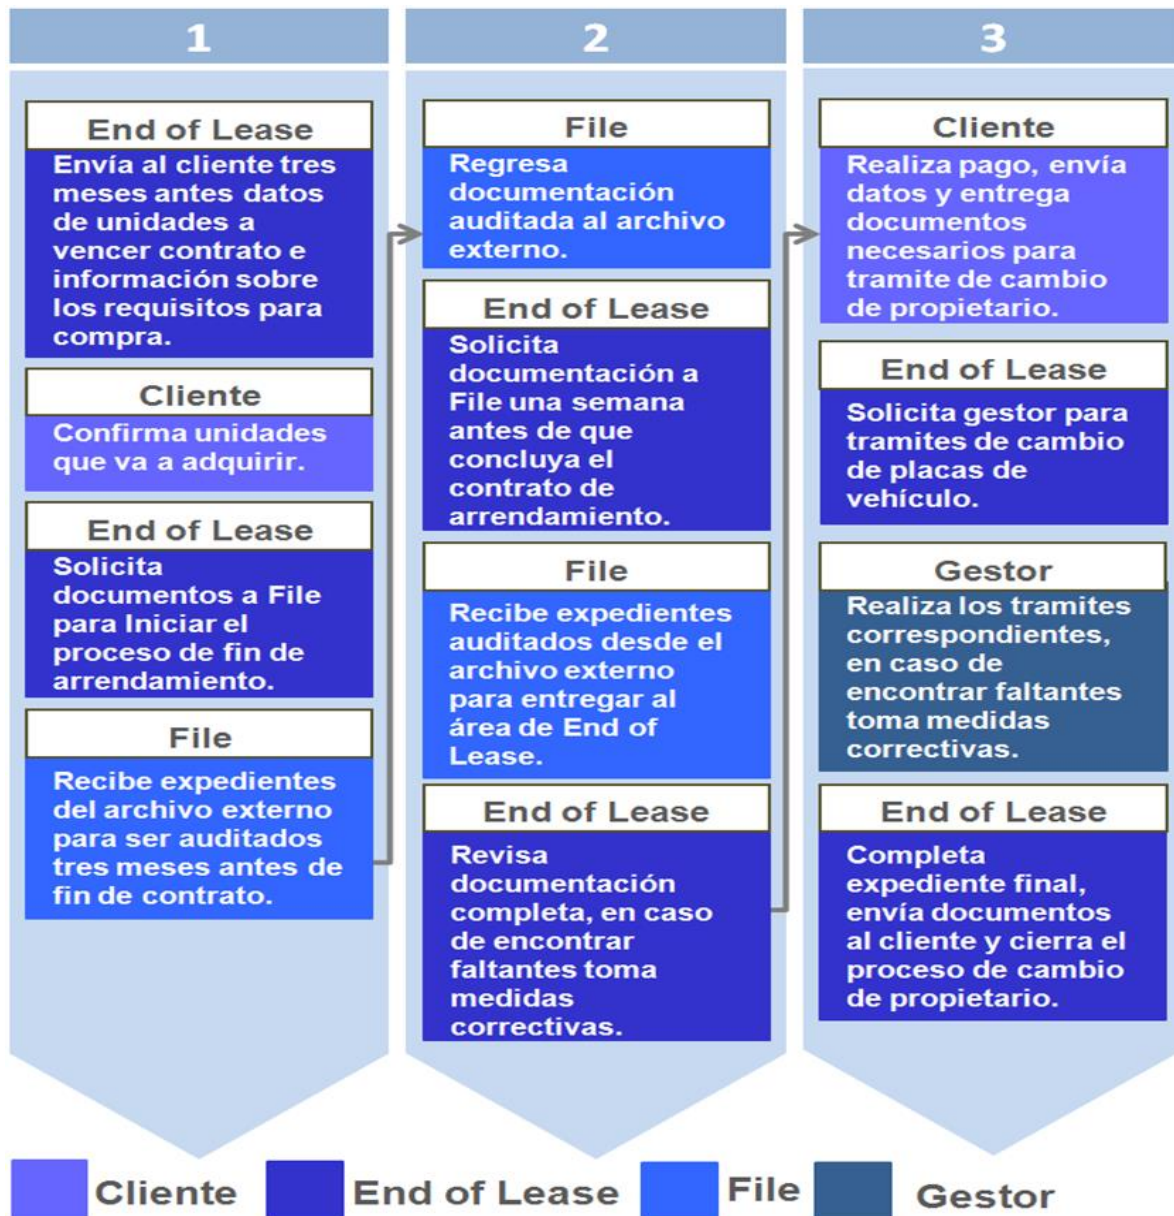 1
End of Lease
Envía al cliente tres
meses antes datos
de unidades a
vencer contrato e
información sobre
los requisitos para
compra.
Cliente
Confirma unidades
que va a adquirir.
End of Lease
Solicita
documentos a File
para Iniciar el
proceso de fin de
arrendamiento.
File
Recibe expedientes
del archivo externo
para ser auditados
tres meses antes de
fin de contrato.
2
File
Regresa
documentación
auditada al archivo
externo.
End of Lease
Solicita
documentación a
File una semana
antes de que
concluya el
contrato de
arrendamiento.
File
Recibe expedientes
auditados desde el
archivo externo
para entregar al
área de End of
Lease.
End of Lease
Revisa
documentación
completa, en caso
de encontrar
faltantes toma
medidas
correctivas.
3
Cliente
Realiza pago, envía
datos y entrega
documentos
necesarios para
tramite de cambio
de propietario.
End of Lease
Solicita gestor para
tramites de cambio
de placas de
vehículo.
Gestor
Realiza los tramites
correspondientes,
en caso de
encontrar faltantes
toma medidas
correctivas.
End of Lease
Completa
expediente final,
envía documentos
al cliente y cierra el
proceso de cambio
de propietario.
Cliente
End of Lease
File
Gestor